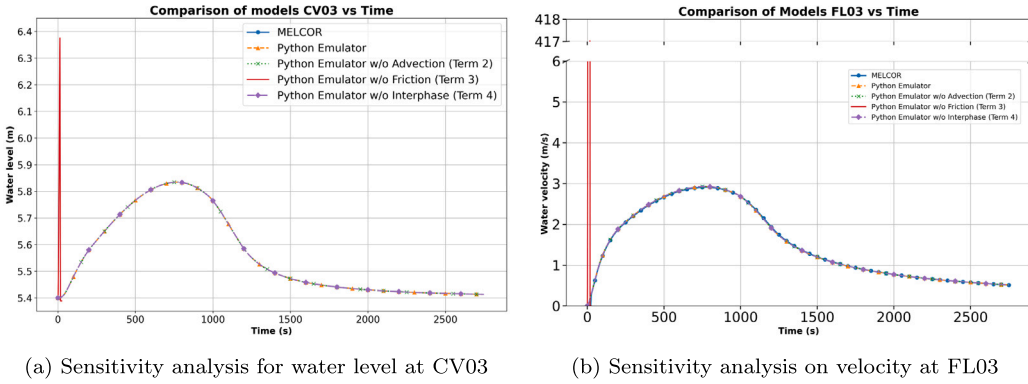 Comparison of models CV03 vs Time
6.4
6.3
6.2
6.1
6.0
5.9
5.8
5.7
5.6
5.5
5.4
Water level (m)
MELCOR
Python Emulator
Python Emulator w/o Advection (Term 2)
Python Emulator w/o Friction (Term 3)
Python Emulator w/o Interphase (Term 4)
0 500 1000 1500 2000 2500
Time (s)
Comparison of Models FL03 vs Time
418
417
6
5
4
3
2
1
0
Water velocity (m/s)
MELCOR
Python Emulator
Python Emulator w/o Advection (Term 2)
Python Emulator w/o Friction (Term 3)
Python Emulator w/o Interphase (Term 4)
0 500 1000 1500 2000 2500
Time (s)
(a) Sensitivity analysis for water level at CV03
(b) Sensitivity analysis on velocity at FL03